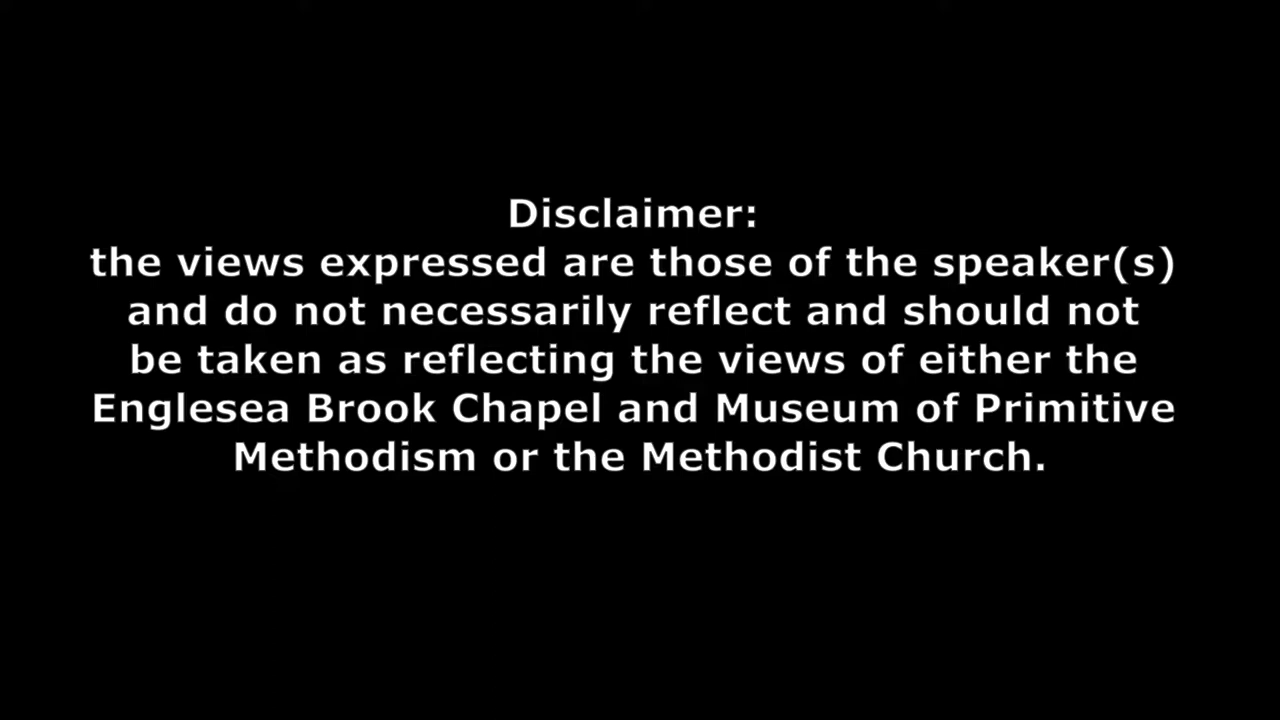 Disclaimer:
the views expressed are those of the speaker(s)
and do not necessarily reflect and should not
be taken as reflecting the views of either the
Englesea Brook Chapel and Museum of Primitive
Methodism or the Methodist Church.